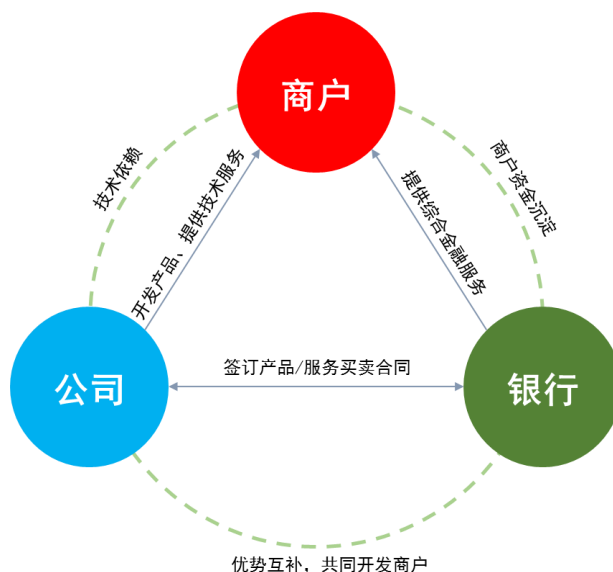 商户
技术依赖
开发产品、提供技术服务
提供综合金融服务
商户资金沉淀
公司
签订产品/服务买卖合同
银行
优势互补，共同开发商户